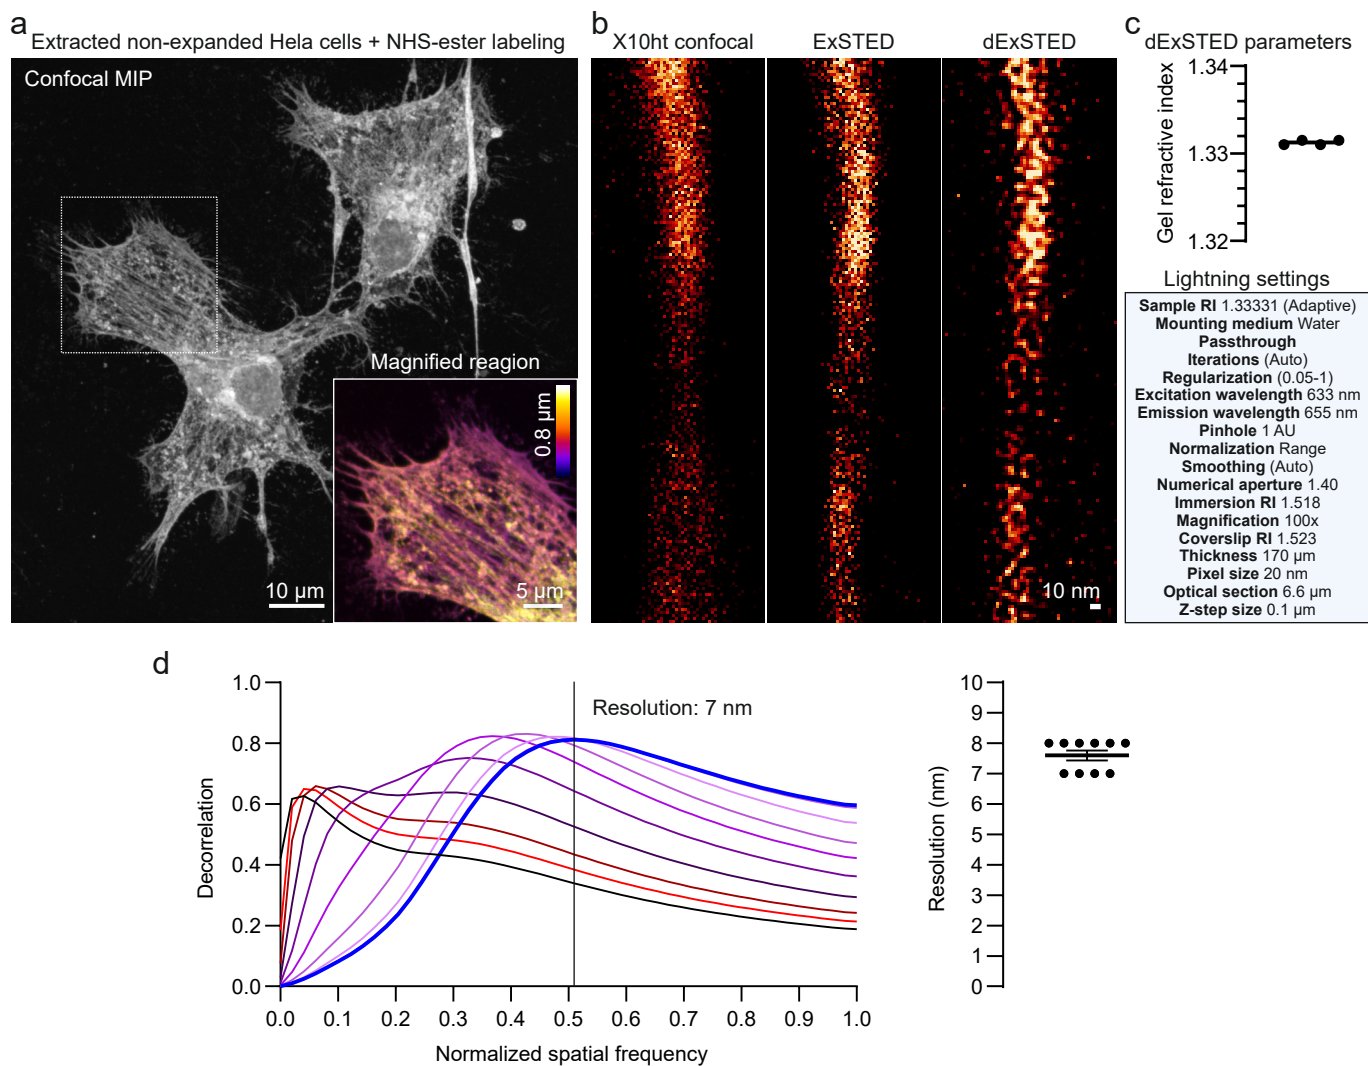 a
Extracted non-expanded Hela cells + NHS-ester labeling
Confocal MIP
10 µm
Magnified reagion
0.8 µm
5 µm
b
X10ht confocal
ExSTED
dExSTED
10 nm
c
dExSTED parameters
Gel refractive index
1.34
1.33
1.32
Lightning settings
Sample RI 1.33331 (Adaptive)
Mounting medium Water
Passthrough
Iterations (Auto)
Regularization (0.05-1)
Excitation wavelength 633 nm
Emission wavelength 655 nm
Pinhole 1 AU
Normalization Range
Smoothing (Auto)
Numerical aperture 1.40
Immersion RI 1.518
Magnification 100x
Coverslip RI 1.523
Thickness 170 µm
Pixel size 20 nm
Optical section 6.6 µm
Z-step size 0.1 µm
d
Decorrelation
1.0
0.8
0.6
0.4
0.2
0.0
Resolution: 7 nm
0.0 0.1 0.2 0.3 0.4 0.5 0.6 0.7 0.8 0.9 1.0
Normalized spatial frequency
Resolution (nm)
10
9
8
7
6
5
4
3
2
1
0